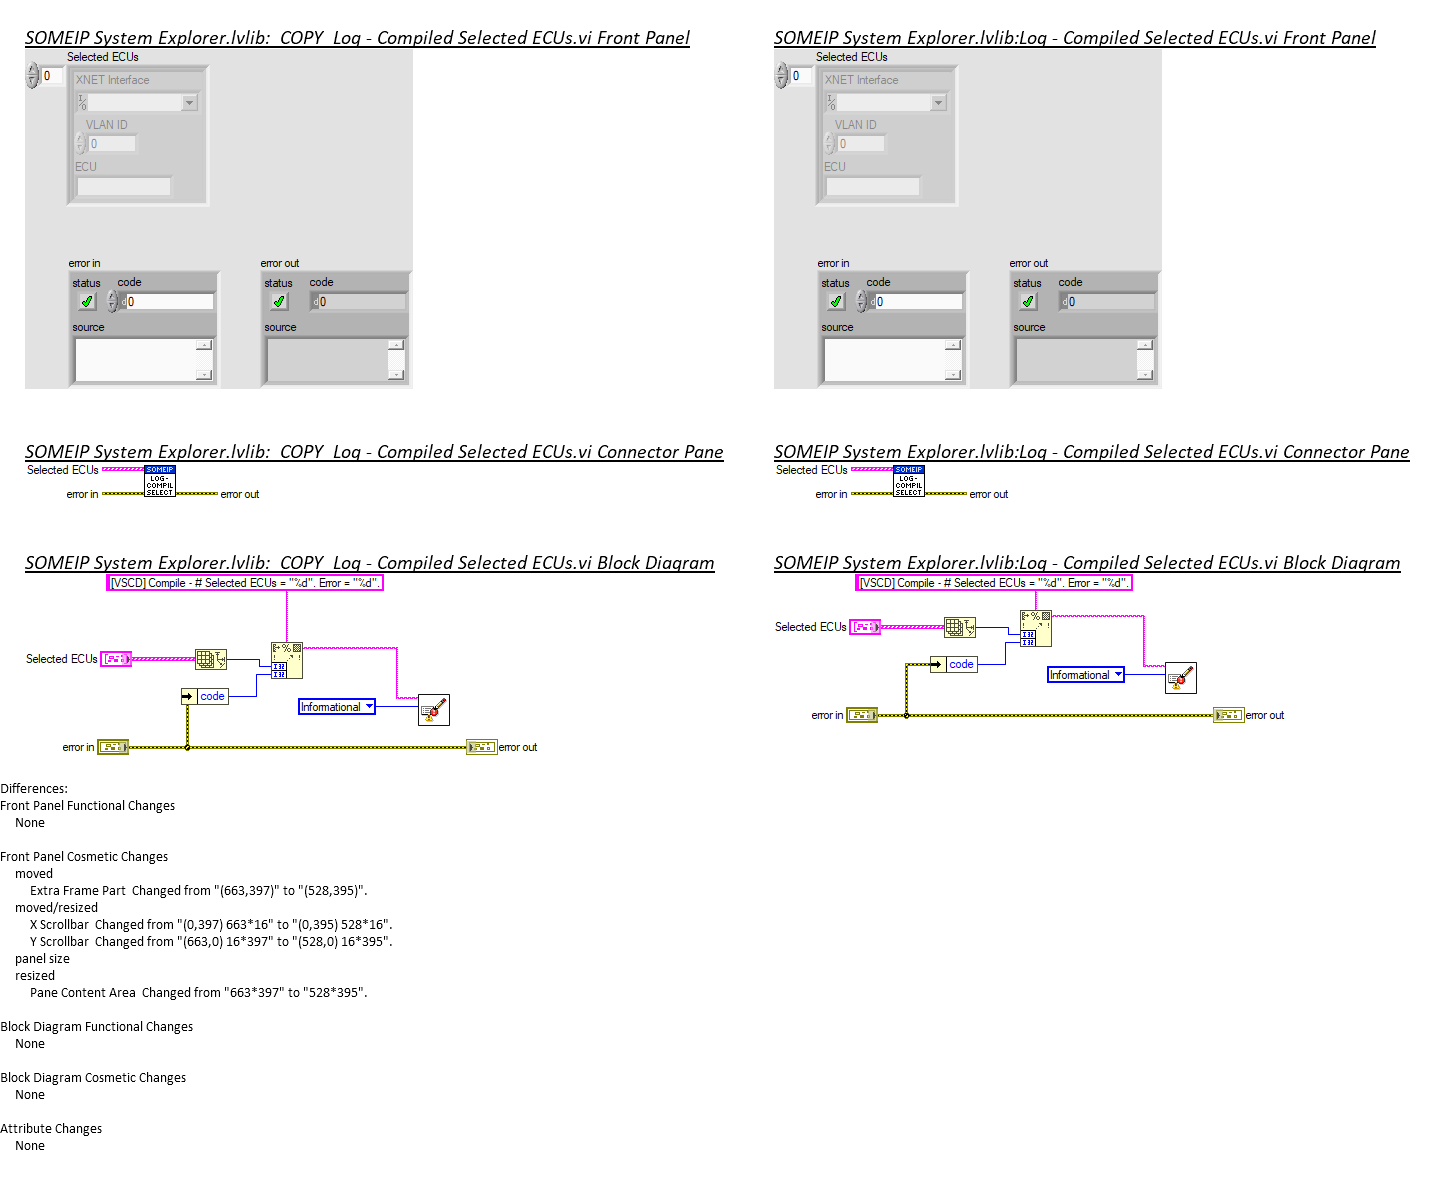 SOMEIP System Explorer.lvlib:  COPY  Log - Compiled Selected ECUs.vi Front Panel
Selected ECUs
0
XNET Interface
I/0
VLAN ID
0
ECU
error in
status code
d0
source
error out
status code
d0
source
SOMEIP System Explorer.lvlib:Log - Compiled Selected ECUs.vi Front Panel
Selected ECUs
0
XNET Interface
I/0
VLAN ID
0
ECU
error in
status code
d0
source
error out
status code
d0
source
SOMEIP System Explorer.lvlib:  COPY  Log - Compiled Selected ECUs.vi Connector Pane
Selected ECUs
SOMEIP
LOG-
COMPIL
SELECT
error in
error out
SOMEIP System Explorer.lvlib:Log - Compiled Selected ECUs.vi Connector Pane
Selected ECUs
SOMEIP
LOG-
COMPIL
SELECT
error in
error out
SOMEIP System Explorer.lvlib:  COPY  Log - Compiled Selected ECUs.vi Block Diagram
[VSCD] Compile - # Selected ECUs = "%d". Error = "%d".
Selected ECUs
I32
I32
code
Informational
error in
error out
SOMEIP System Explorer.lvlib:Log - Compiled Selected ECUs.vi Block Diagram
[VSCD] Compile - # Selected ECUs = "%d". Error = "%d".
Selected ECUs
I32
I32
code
Informational
error in
error out
Differences:
Front Panel Functional Changes
None
Front Panel Cosmetic Changes
moved
Extra Frame Part  Changed from "(663,397)" to "(528,395)".
moved/resized
X Scrollbar  Changed from "(0,397) 663*16" to "(0,395) 528*16".
Y Scrollbar  Changed from "(663,0) 16*397" to "(528,0) 16*395".
panel size
resized
Pane Content Area  Changed from "663*397" to "528*395".
Block Diagram Functional Changes
None
Block Diagram Cosmetic Changes
None
Attribute Changes
None